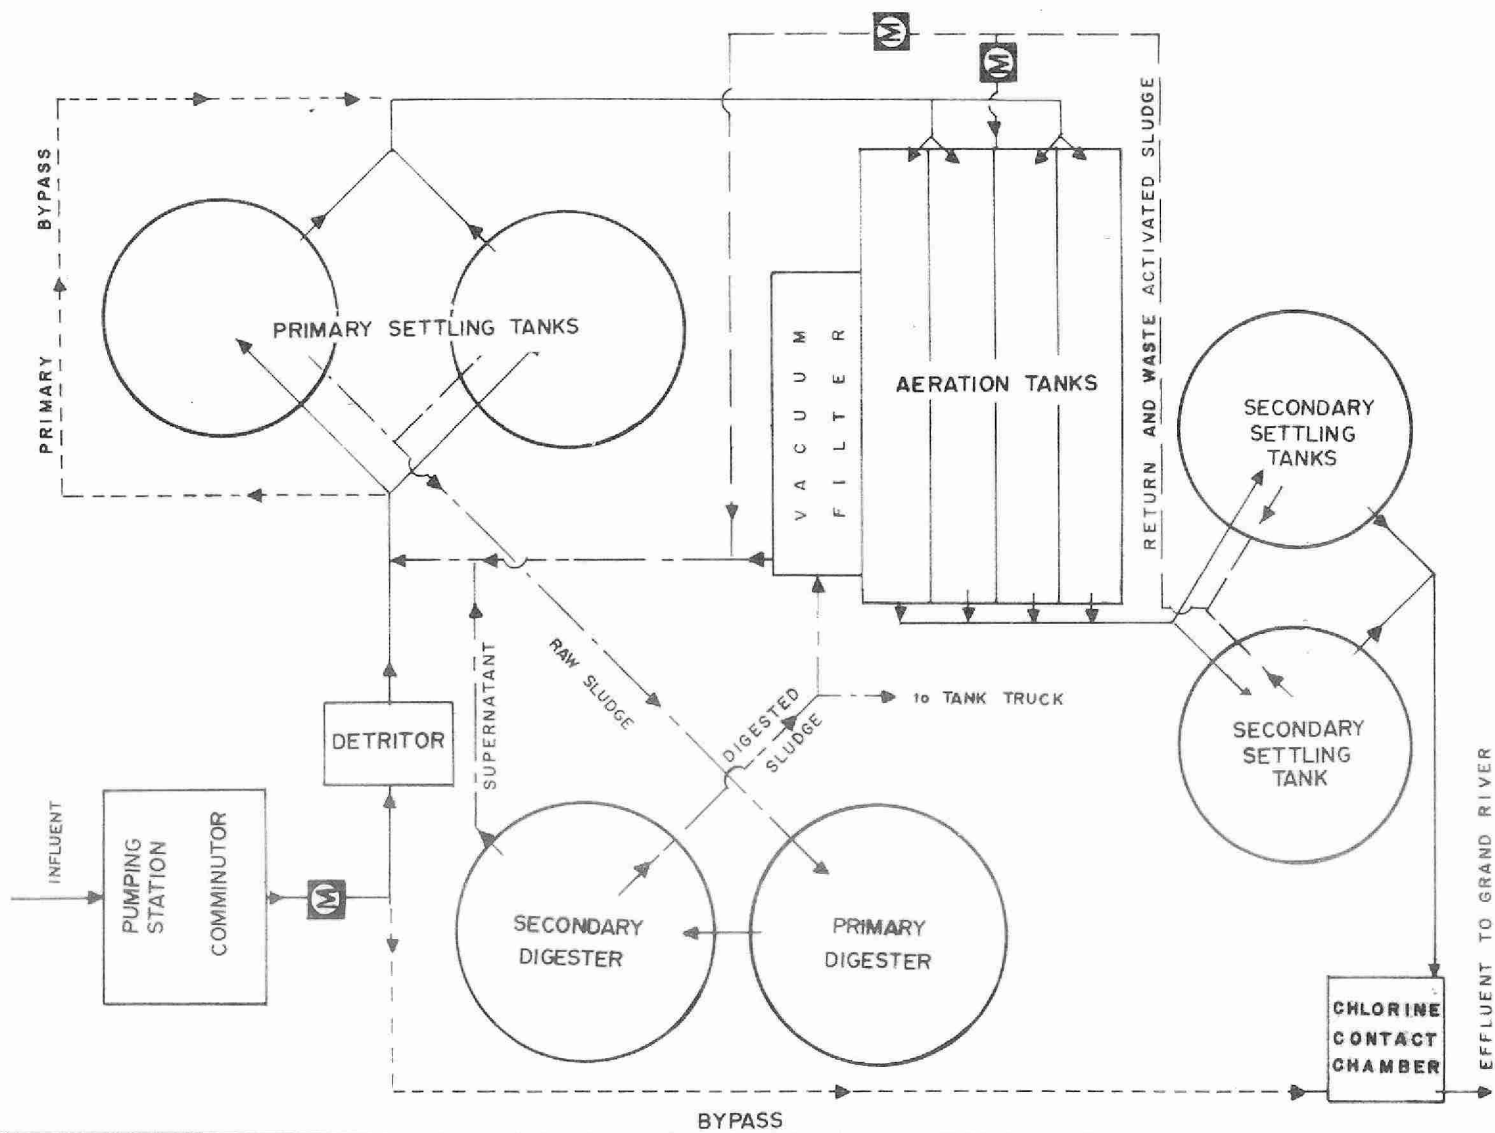 M
M
BYPASS
PRIMARY
RETURN AND WASTE ACTIVATED SLUDGE
PRIMARY SETTLING TANKS
VACUUM
FILTER
AERATION TANKS
SECONDARY
SETTLING
TANKS
RAW SLUDGE
SUPERNATANT
DIGESTED
SLUDGE
to TANK TRUCK
DETRITOR
SECONDARY
SETTLING
TANK
INFLUENT
PUMPING
STATION
COMMINUTOR
M
SECONDARY
DIGESTER
PRIMARY
DIGESTER
EFFLUENT TO GRAND RIVER
CHLORINE
CONTACT
CHAMBER
BYPASS